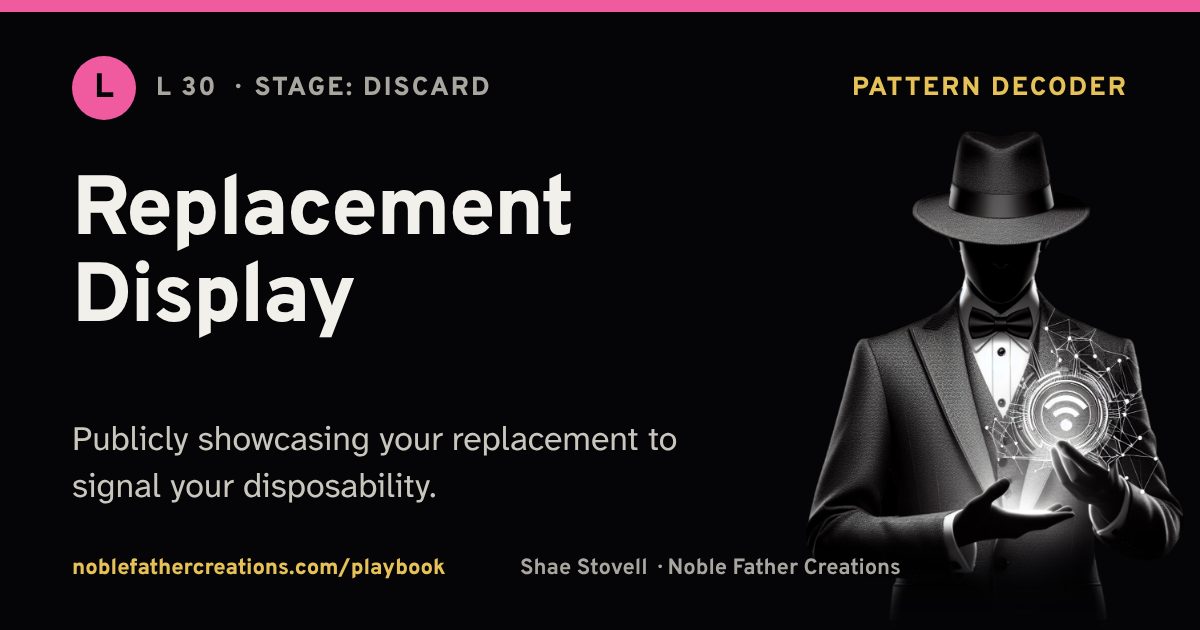 L
L 30 · STAGE: DISCARD
PATTERN DECODER
Replacement
Display
Publicly showcasing your replacement to
signal your disposability.
noblefathercreations.com/playbook
Shae Stovell · Noble Father Creations